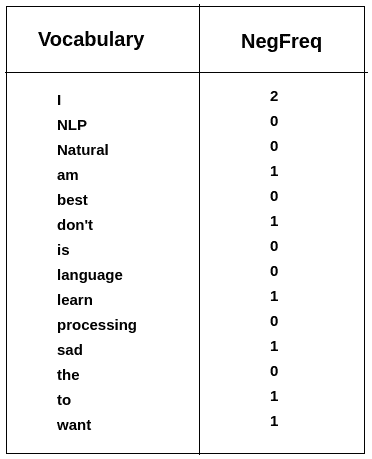 Vocabulary NegFreq
I 2
NLP 0
Natural 0
am 1
best 0
don't 1
is 0
language 0
learn 1
processing 0
sad 1
the 0
to 1
want 1